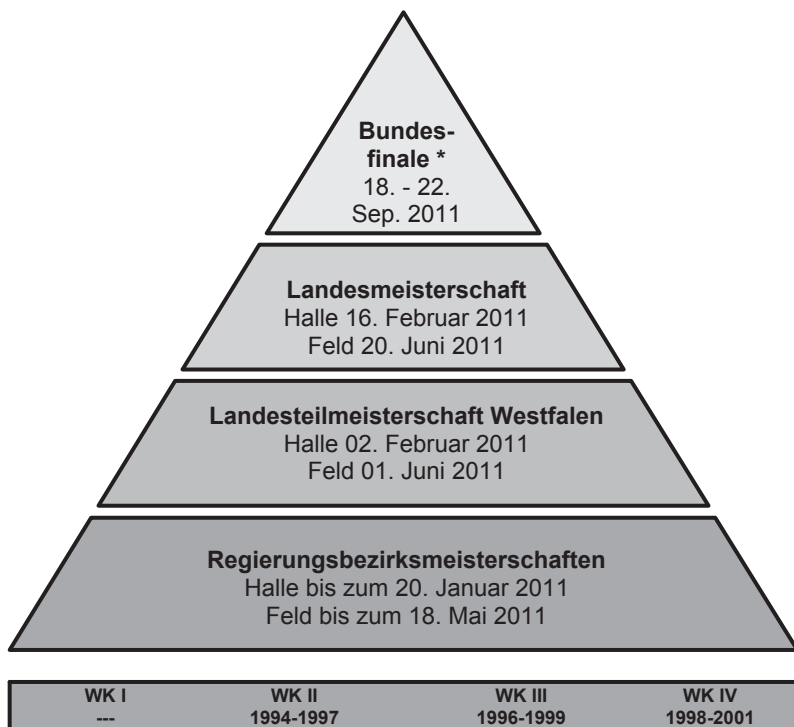 Bundes-
finale *
18. - 22.
Sep. 2011
Landesmeisterschaft
Halle 16. Februar 2011
Feld 20. Juni 2011
Landesteilmeisterschaft Westfalen
Halle 02. Februar 2011
Feld 01. Juni 2011
Regierungsbezirksmeisterschaften
Halle bis zum 20. Januar 2011
Feld bis zum 18. Mai 2011
WK I WK II WK III WK IV
--- 1994-1997 1996-1999 1998-2001